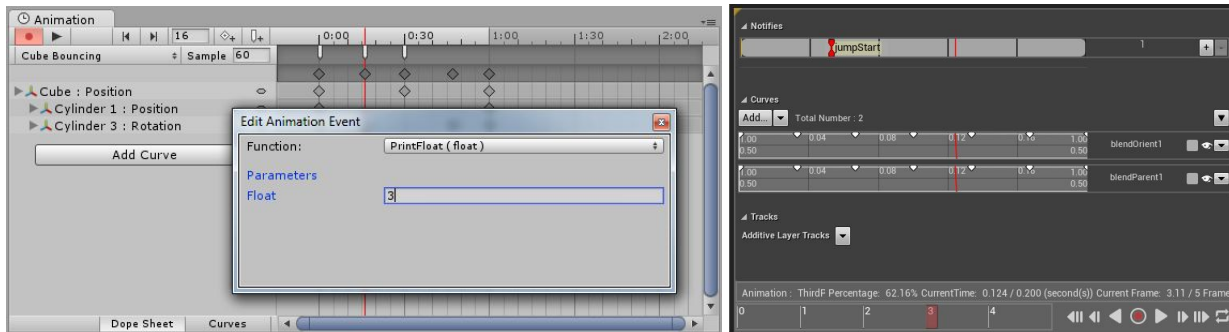 Animation
16
0:00 0:30 1:00 1:30 2:00
Cube Bouncing Sample 60
Cube : Position
Cylinder 1 : Position
Cylinder 3 : Rotation
Add Curve
Edit Animation Event
Function: PrintFloat ( float )
Parameters
Float 3
Dope Sheet Curves
Notifies
jumpStart 1
Curves
Add... Total Number : 2
1.00 0.04 0.08 0.12 1.00
0.50 0.50 blendOrient1
1.00 0.04 0.08 0.12 1.00
0.50 0.50 blendParent1
Tracks
Additive Layer Tracks
Animation : ThirdF Percentage: 62.16% CurrentTime: 0.124 / 0.200 (second(s)) Current Frame: 3.11 / 5 Frame
0 1 2 3 4